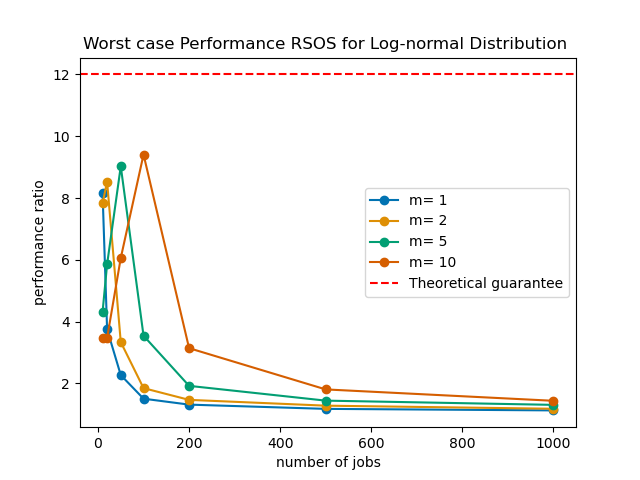 Worst case Performance RSOS for Log-normal Distribution
performance ratio
12
10
8
6
4
2
m= 1
m= 2
m= 5
m= 10
Theoretical guarantee
0
200
400
600
800
1000
number of jobs